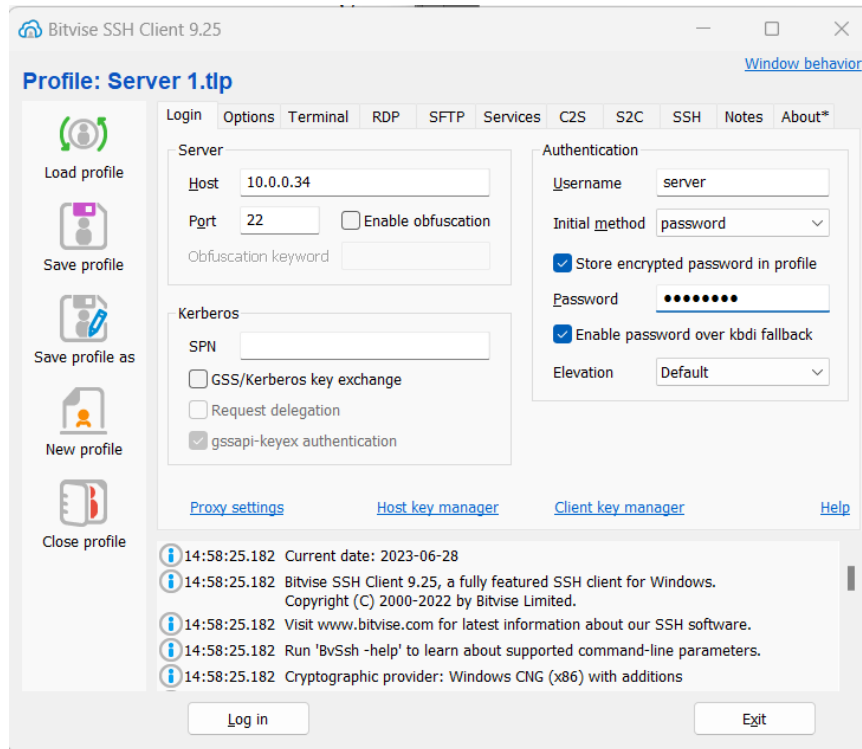 Bitvise SSH Client 9.25
Window behavior
Profile: Server 1.tlp
Load profile
Save profile
Save profile as
New profile
Close profile
Login Options Terminal RDP SFTP Services C2S S2C SSH Notes About*
Server
Host 10.0.0.34
Port 22 Enable obfuscation
Obfuscation keyword
Kerberos
SPN
GSS/Kerberos key exchange
Request delegation
gssapi-keyex authentication
Authentication
Username server
Initial method password
Store encrypted password in profile
Password ●●●●●●●●
Enable password over kbdi fallback
Elevation Default
Proxy settings Host key manager Client key manager Help
14:58:25.182 Current date: 2023-06-28
14:58:25.182 Bitvise SSH Client 9.25, a fully featured SSH client for Windows.
Copyright (C) 2000-2022 by Bitvise Limited.
14:58:25.182 Visit www.bitvise.com for latest information about our SSH software.
14:58:25.182 Run 'BvSsh -help' to learn about supported command-line parameters.
14:58:25.182 Cryptographic provider: Windows CNG (x86) with additions
Log in Exit